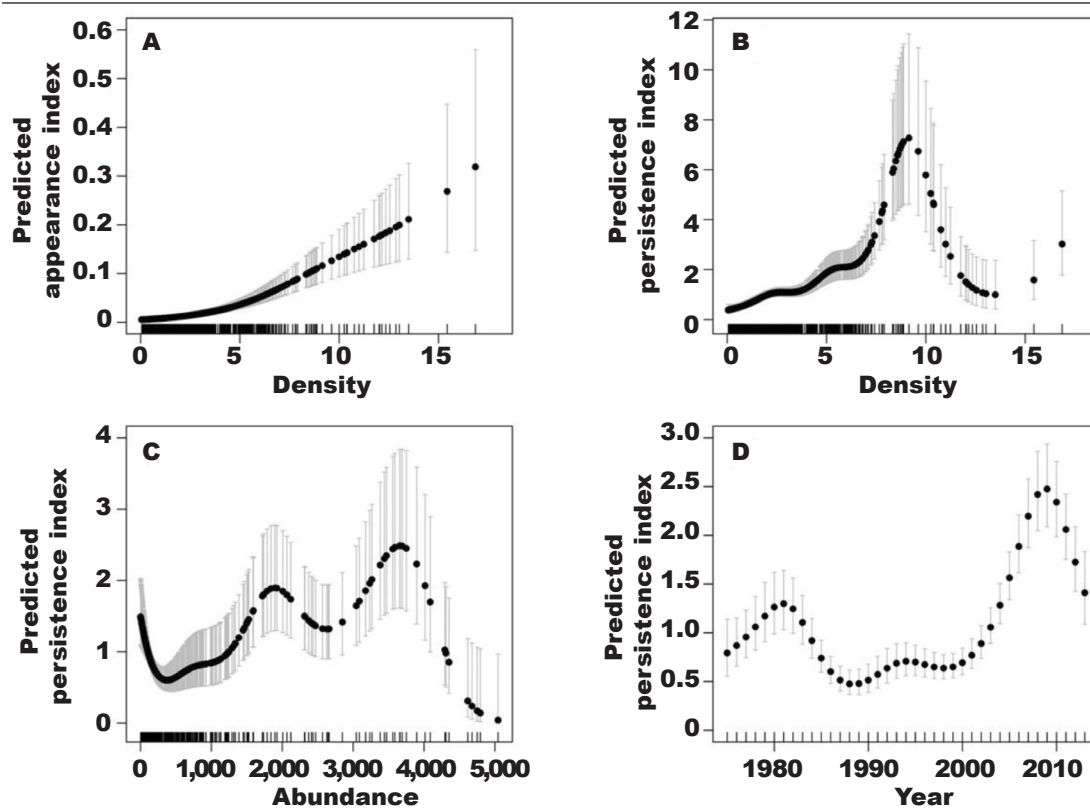 A
Predicted
appearance index
0.6
0.5
0.4
0.3
0.2
0.1
0
0 5 10 15
Density
B
Predicted
persistence index
12
10
8
6
4
2
0
0 5 10 15
Density
C
Predicted
persistence index
4
3
2
1
0
0 1,000 2,000 3,000 4,000 5,000
Abundance
D
Predicted
persistence index
3.0
2.5
2.0
1.5
1.0
0.5
0
1980 1990 2000 2010
Year